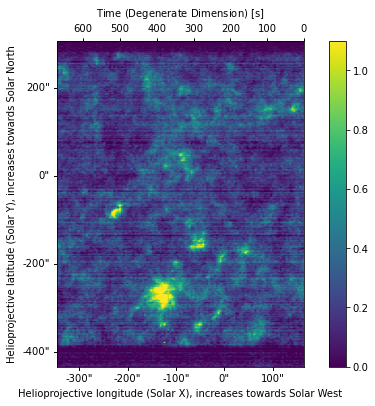 Time (Degenerate Dimension) [s]
600 500 400 300 200 100 0
Helioprojective latitude (Solar Y), increases towards Solar North
200"
0"
-200"
-400"
-300" -200" -100" 0" 100"
Helioprojective longitude (Solar X), increases towards Solar West
1.0
0.8
0.6
0.4
0.2
0.0